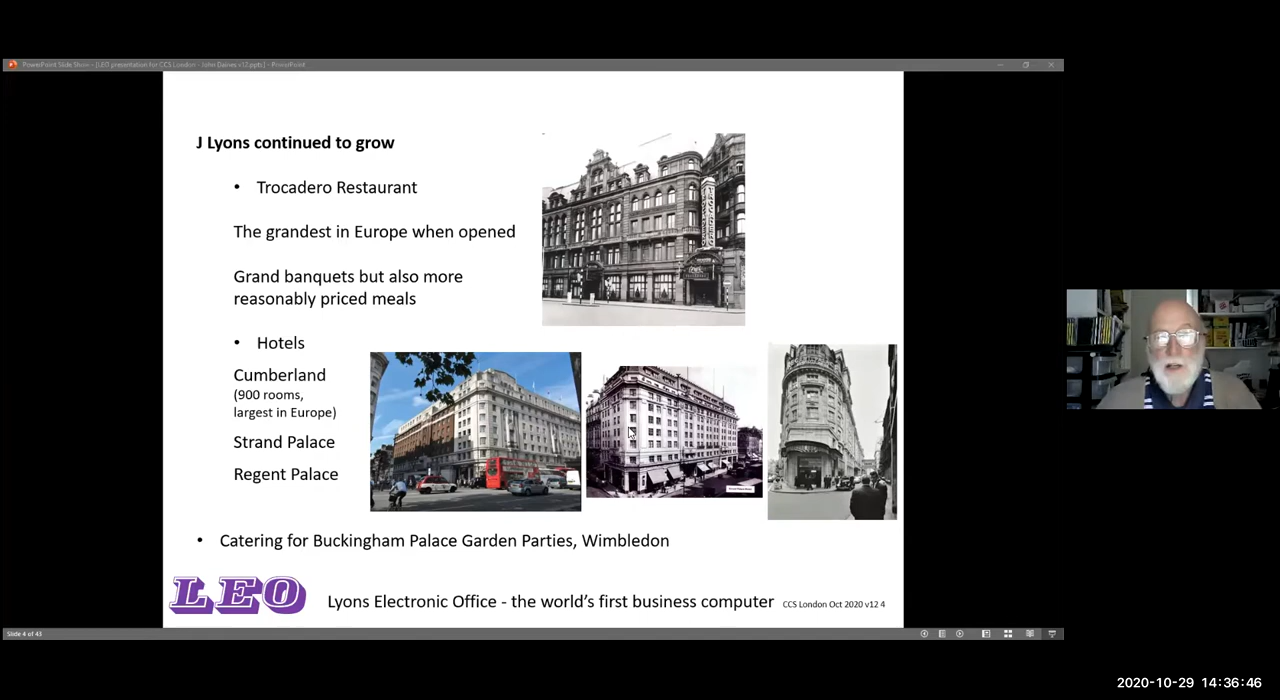 PowerPoint Slide Show - [LEO presentation for CCS London - John Daines v12.pptx] - PowerPoint
J Lyons continued to grow
• Trocadero Restaurant
The grandest in Europe when opened
Grand banquets but also more
reasonably priced meals
• Hotels
Cumberland
(900 rooms,
largest in Europe)
Strand Palace
Regent Palace
• Catering for Buckingham Palace Garden Parties, Wimbledon
LEO
Lyons Electronic Office - the world's first business computer
CCS London Oct 2020 v12 4
Slide 4 of 43
2020-10-29 14:36:46